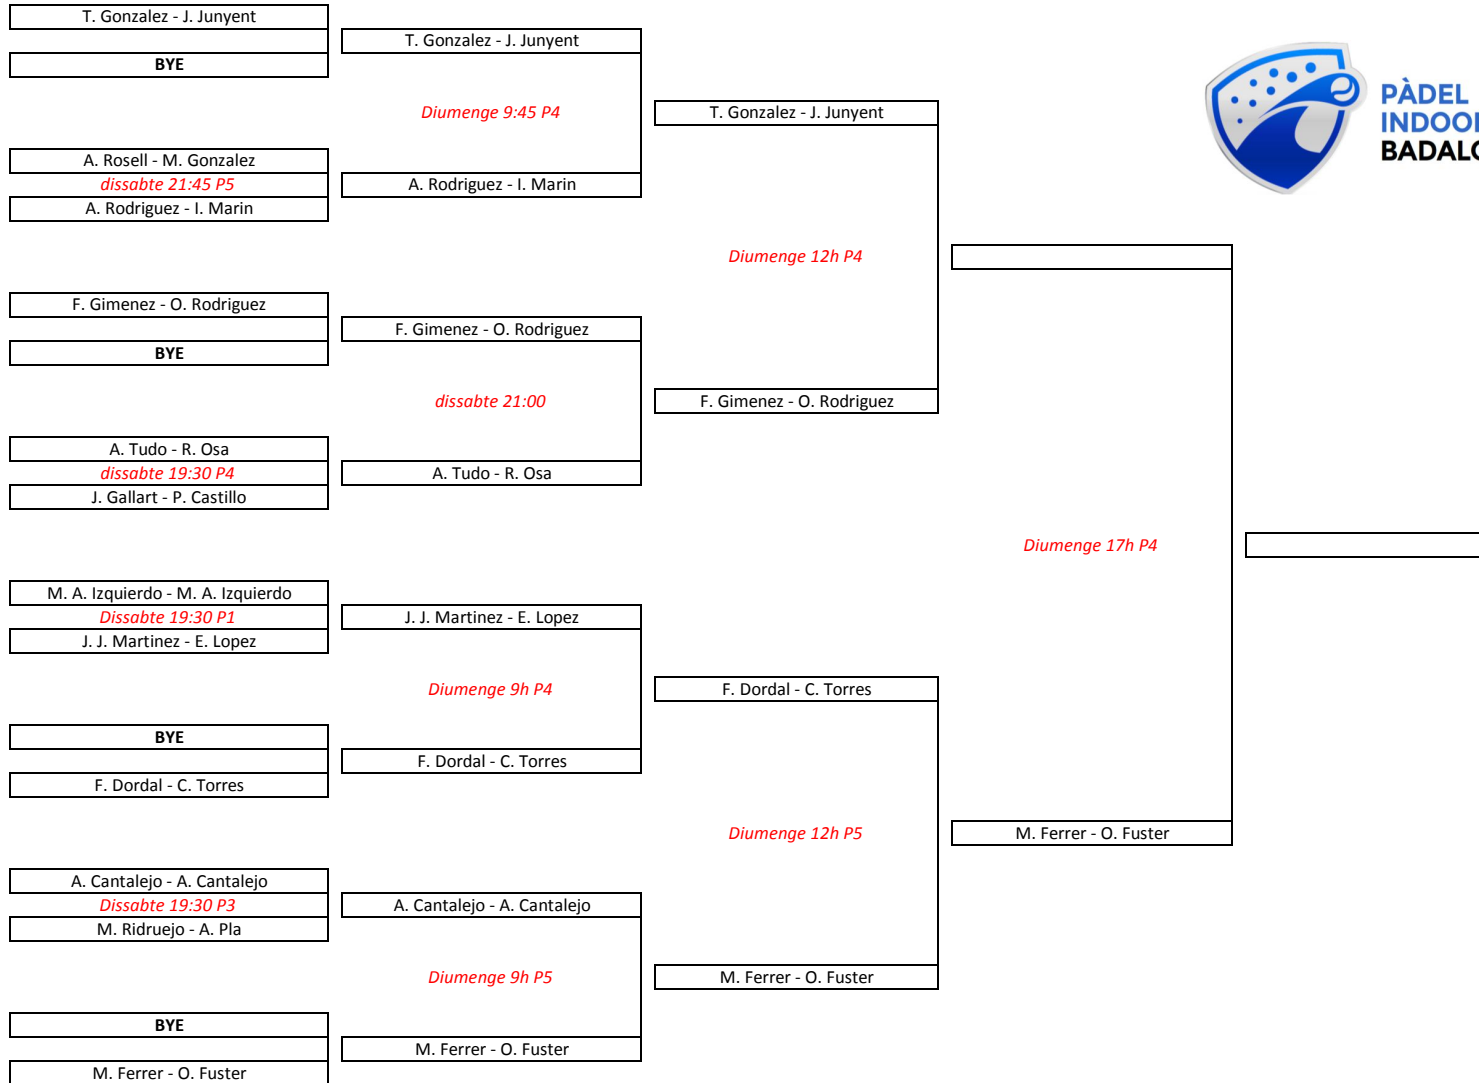 T. Gonzalez - J. Junyent
BYE
A. Rosell - M. Gonzalez
dissabte 21:45 P5
A. Rodriguez - I. Marin
F. Gimenez - O. Rodriguez
BYE
A. Tudo - R. Osa
dissabte 19:30 P4
J. Gallart - P. Castillo
M. A. Izquierdo - M. A. Izquierdo
Dissabte 19:30 P1
J. J. Martinez - E. Lopez
BYE
F. Dordal - C. Torres
A. Cantalejo - A. Cantalejo
Dissabte 19:30 P3
M. Ridruejo - A. Pla
BYE
M. Ferrer - O. Fuster
T. Gonzalez - J. Junyent
Diumenge 9:45 P4
A. Rodriguez - I. Marin
F. Gimenez - O. Rodriguez
dissabte 21:00
A. Tudo - R. Osa
J. J. Martinez - E. Lopez
Diumenge 9h P4
F. Dordal - C. Torres
A. Cantalejo - A. Cantalejo
Diumenge 9h P5
M. Ferrer - O. Fuster
T. Gonzalez - J. Junyent
Diumenge 12h P4
F. Gimenez - O. Rodriguez
F. Dordal - C. Torres
Diumenge 12h P5
M. Ferrer - O. Fuster
Diumenge 17h P4
M. Ferrer - O. Fuster
PÀDEL
INDOO
BADAL